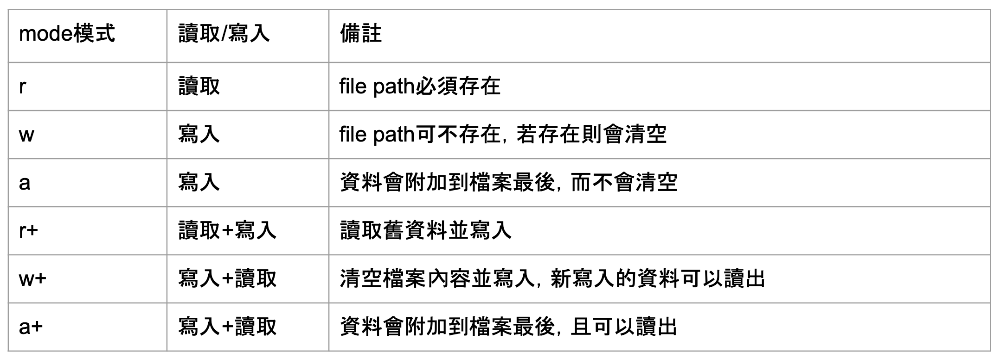 mode模式 讀取/寫入 備註
r 讀取 file path必須存在
w 寫入 file path可不存在，若存在則會清空
a 寫入 資料會附加到檔案最後，而不會清空
r+ 讀取+寫入 讀取舊資料並寫入
w+ 寫入+讀取 清空檔案內容並寫入，新寫入的資料可以讀出
a+ 寫入+讀取 資料會附加到檔案最後，且可以讀出